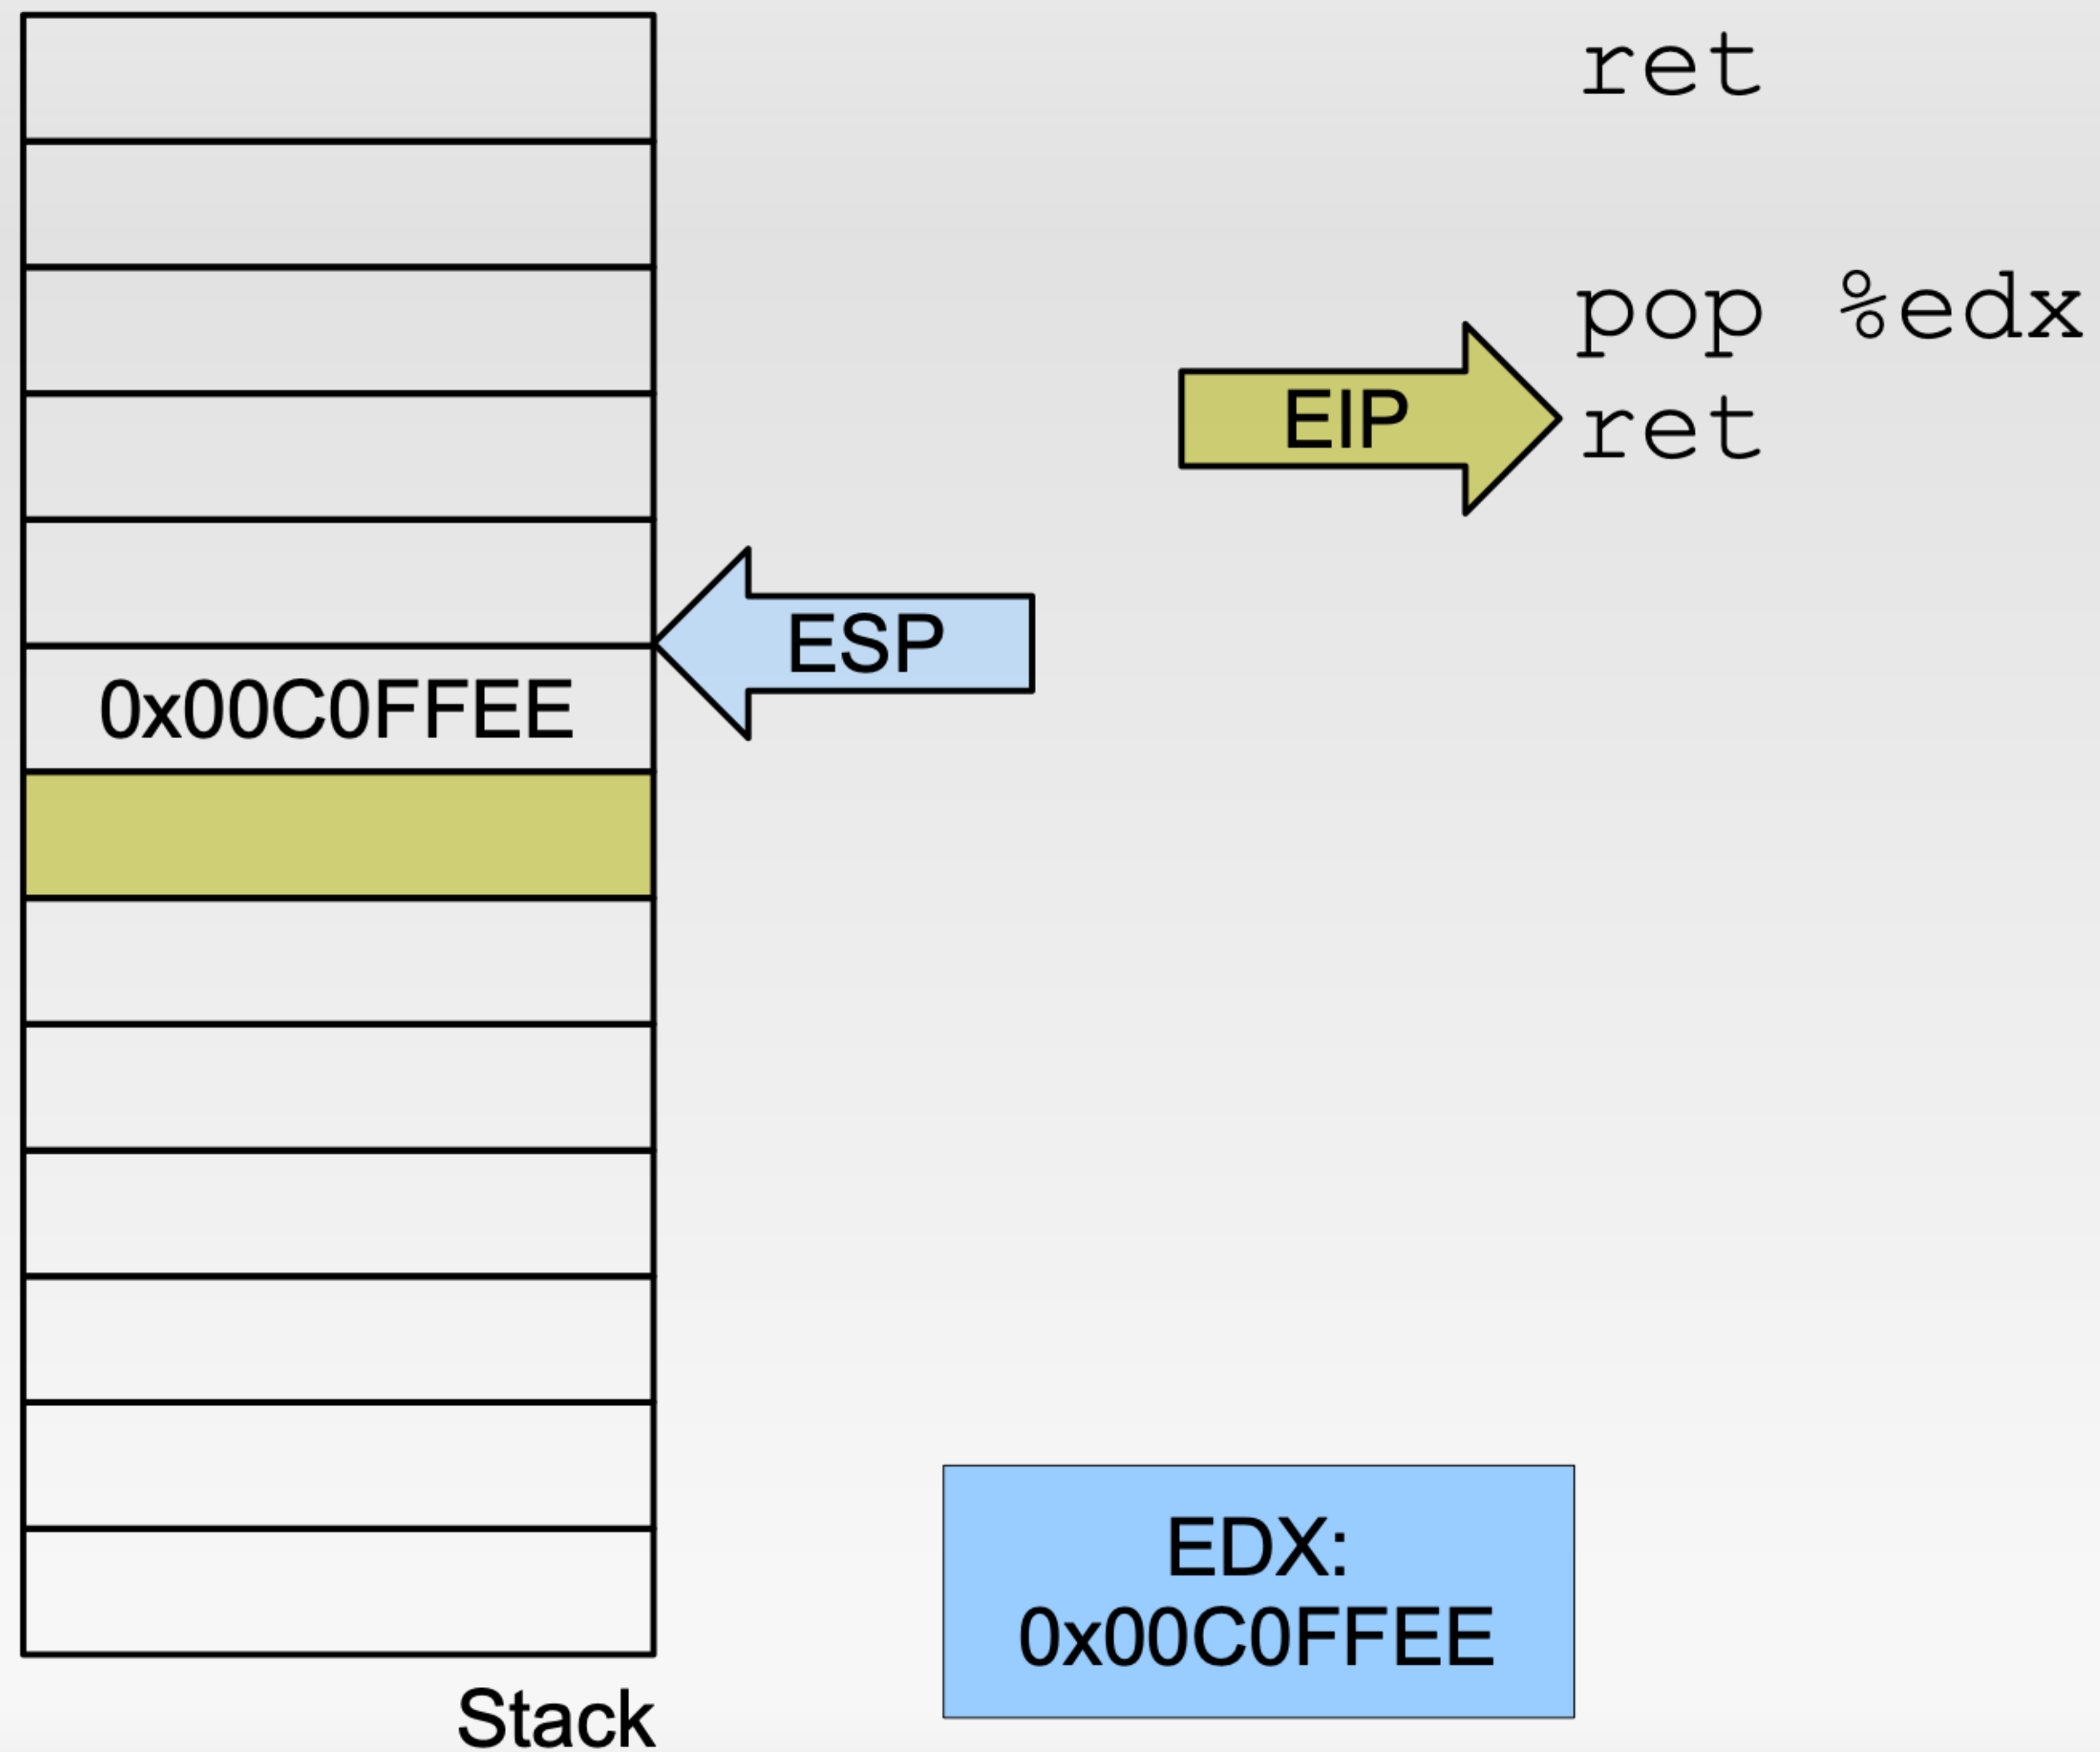 ret
pop %edx
EIP
ret
ESP
0x00C0FFEE
EDX:
0x00C0FFEE
Stack